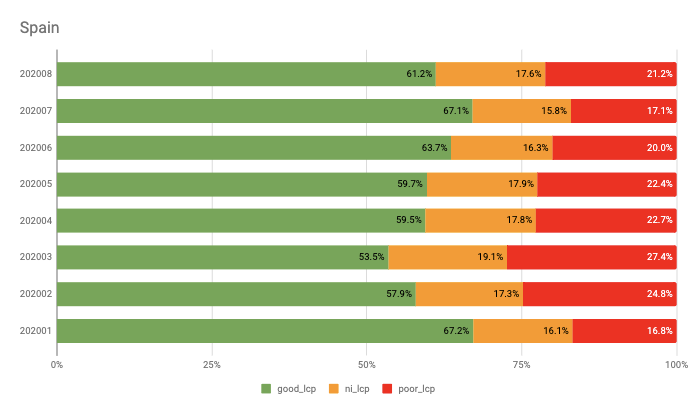 Spain
202008 61.2% 17.6% 21.2%
202007 67.1% 15.8% 17.1%
202006 63.7% 16.3% 20.0%
202005 59.7% 17.9% 22.4%
202004 59.5% 17.8% 22.7%
202003 53.5% 19.1% 27.4%
202002 57.9% 17.3% 24.8%
202001 67.2% 16.1% 16.8%
0% 25% 50% 75% 100%
good_lcp ni_lcp poor_lcp